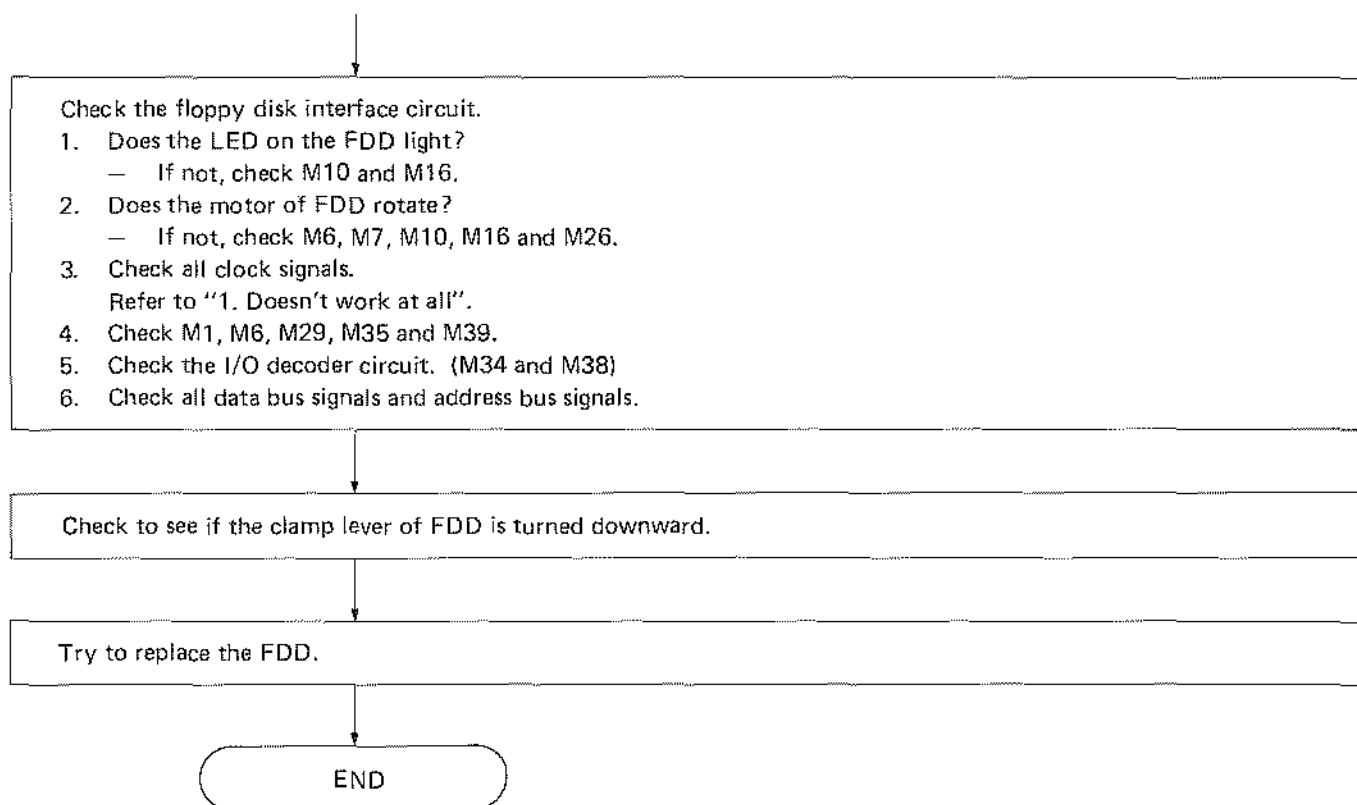 Check the floppy disk interface circuit.
1. Does the LED on the FDD light?
— If not, check M10 and M16.
2. Does the motor of FDD rotate?
— If not, check M6, M7, M10, M16 and M26.
3. Check all clock signals.
Refer to "1. Doesn't work at all".
4. Check M1, M6, M29, M35 and M39.
5. Check the I/O decoder circuit. (M34 and M38)
6. Check all data bus signals and address bus signals.
Check to see if the clamp lever of FDD is turned downward.
Try to replace the FDD.
END